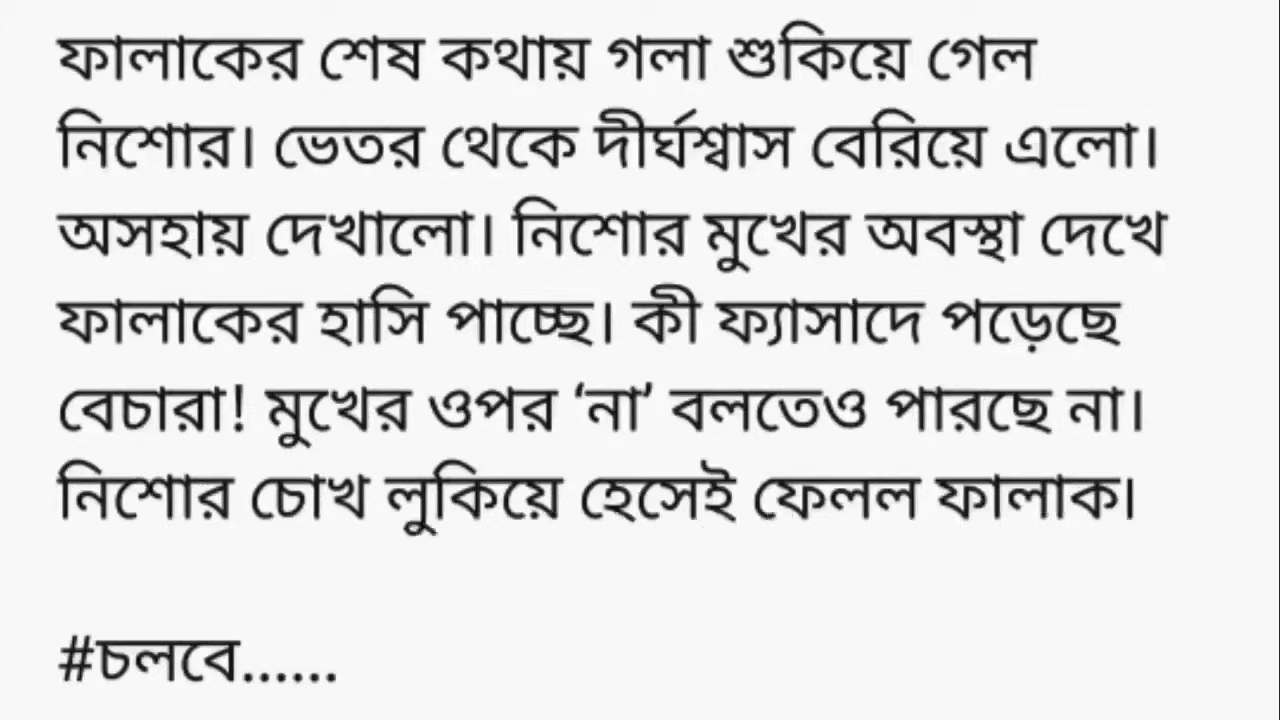 ফালাকের শেষ কথায় গলা শুকিয়ে গেল
নিশোর। ভেতর থেকে দীর্ঘশ্বাস বেরিয়ে এলো।
অসহায় দেখালো। নিশোর মুখের অবস্থা দেখে
ফালাকের হাসি পাচ্ছে। কী ফ্যাসাদে পড়েছে
বেচারা! মুখের ওপর ‘না’ বলতেও পারছে না।
নিশোর চোখ লুকিয়ে হেসেই ফেলল ফালাক।
#চলবে......